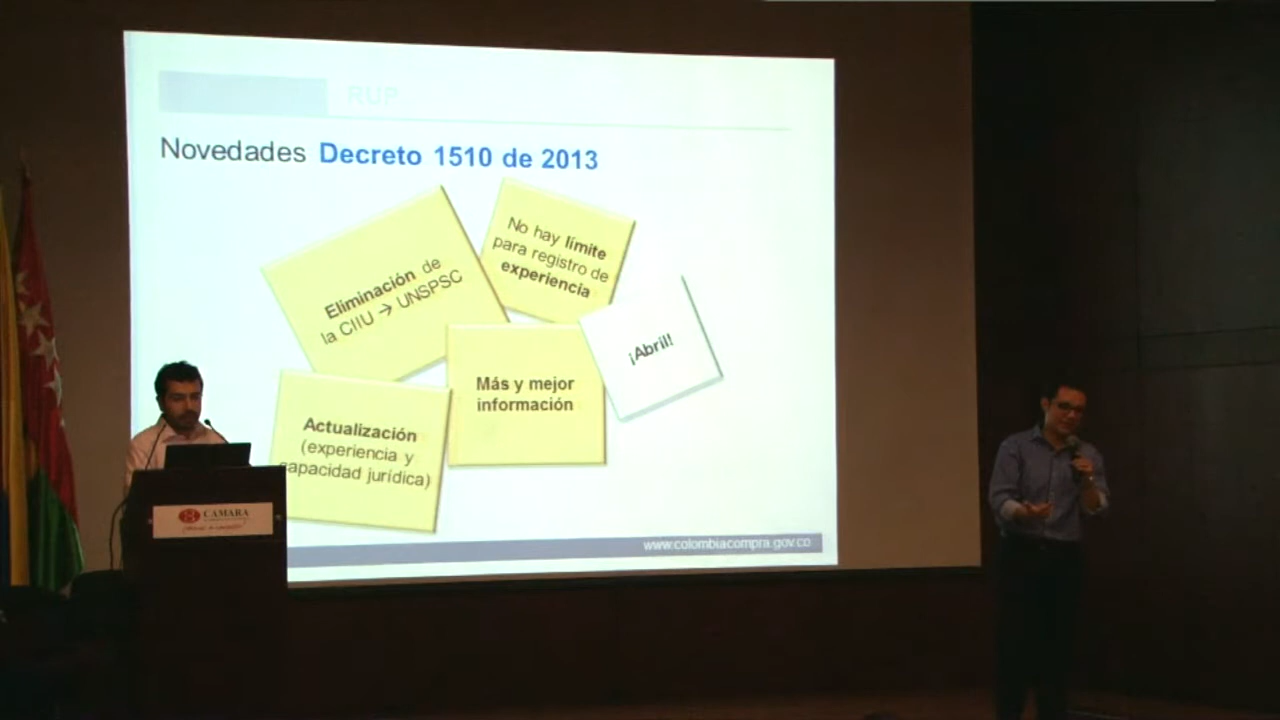 RUP
Novedades Decreto 1510 de 2013
Eliminación de
la CIIU → UNSPSC
No hay límite
para registro de
experiencia
¡Abril!
Más y mejor
información
Actualización
(experiencia y
capacidad jurídica)
www.colombiacompra.gov.co
CAMARA